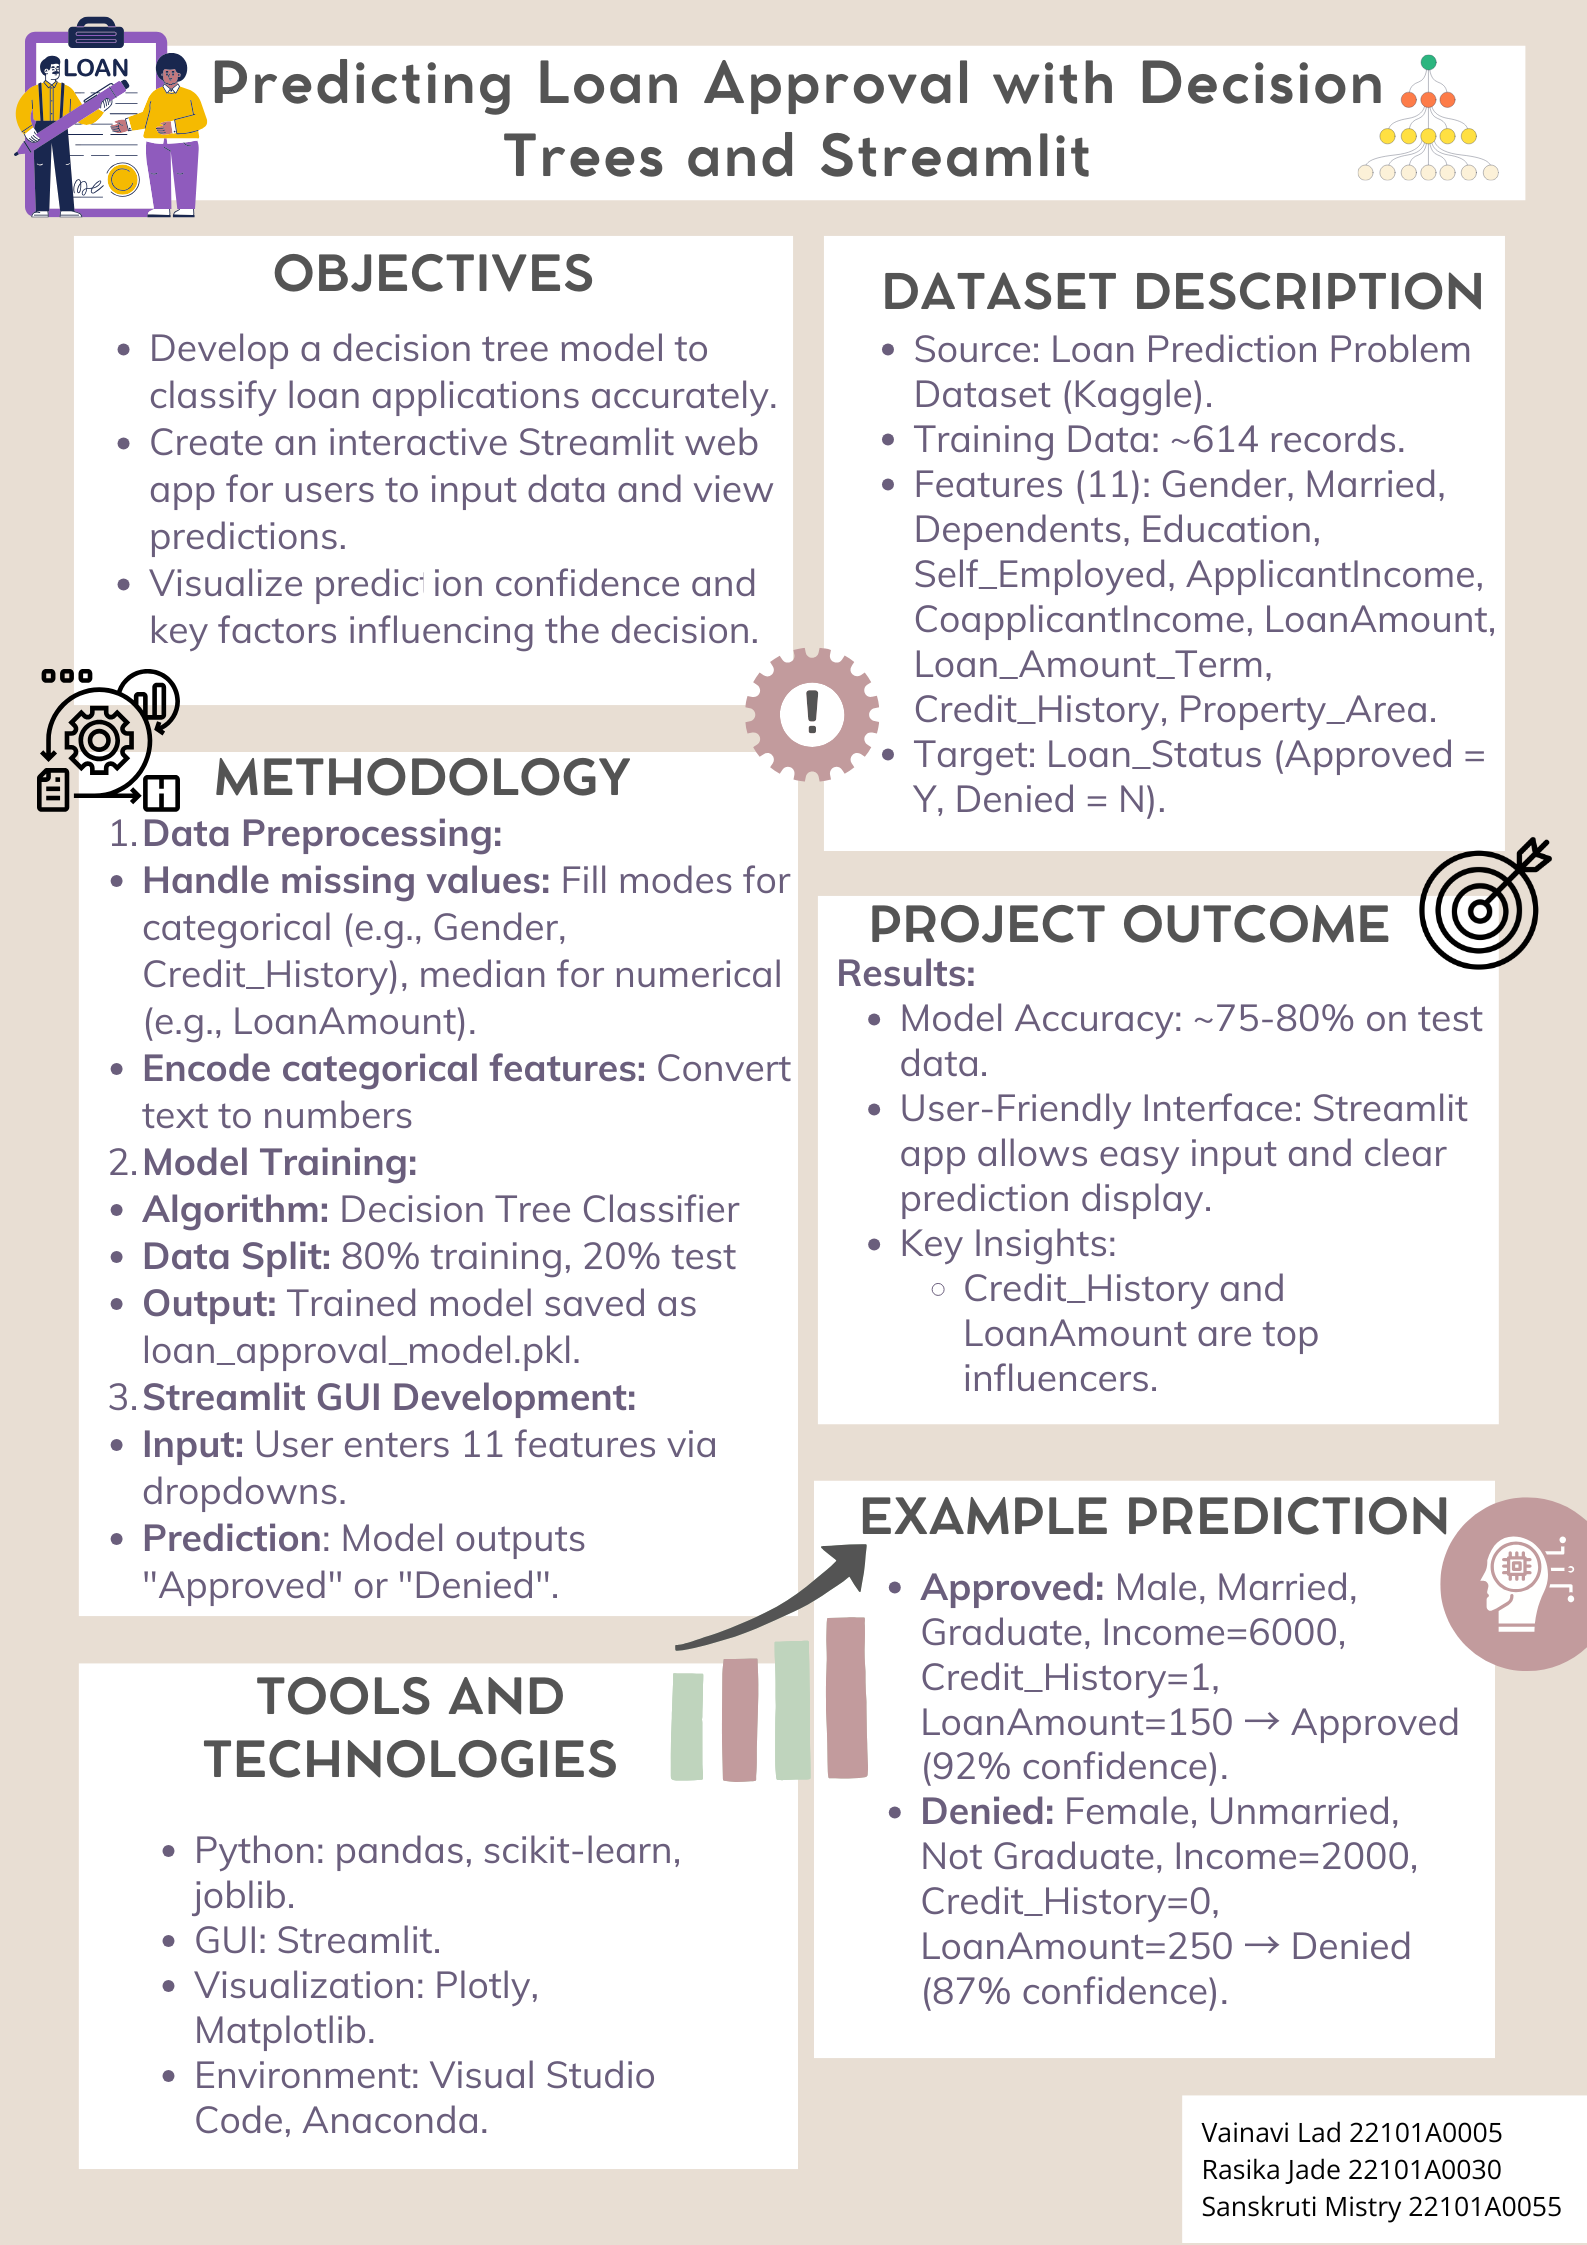 LOAN
Predicting Loan Approval with Decision
Trees and Streamlit
OBJECTIVES
• Develop a decision tree model to
classify loan applications accurately.
• Create an interactive Streamlit web
app for users to input data and view
predictions.
• Visualize prediction confidence and
key factors influencing the decision.
METHODOLOGY
1. Data Preprocessing:
• Handle missing values: Fill modes for
categorical (e.g., Gender,
Credit_History), median for numerical
(e.g., LoanAmount).
• Encode categorical features: Convert
text to numbers
2. Model Training:
• Algorithm: Decision Tree Classifier
• Data Split: 80% training, 20% test
• Output: Trained model saved as
loan_approval_model.pkl.
3. Streamlit GUI Development:
• Input: User enters 11 features via
dropdowns.
• Prediction: Model outputs
"Approved" or "Denied".
TOOLS AND
TECHNOLOGIES
• Python: pandas, scikit-learn,
joblib.
• GUI: Streamlit.
• Visualization: Plotly,
Matplotlib.
• Environment: Visual Studio
Code, Anaconda.
DATASET DESCRIPTION
• Source: Loan Prediction Problem
Dataset (Kaggle).
• Training Data: ~614 records.
• Features (11): Gender, Married,
Dependents, Education,
Self_Employed, ApplicantIncome,
CoapplicantIncome, LoanAmount,
Loan_Amount_Term,
Credit_History, Property_Area.
• Target: Loan_Status (Approved =
Y, Denied = N).
PROJECT OUTCOME
Results:
• Model Accuracy: ~75-80% on test
data.
• User-Friendly Interface: Streamlit
app allows easy input and clear
prediction display.
• Key Insights:
◦ Credit_History and
LoanAmount are top
influencers.
EXAMPLE PREDICTION
• Approved: Male, Married,
Graduate, Income=6000,
Credit_History=1,
LoanAmount=150 → Approved
(92% confidence).
• Denied: Female, Unmarried,
Not Graduate, Income=2000,
Credit_History=0,
LoanAmount=250 → Denied
(87% confidence).
Vainavi Lad 22101A0005
Rasika Jade 22101A0030
Sanskruti Mistry 22101A0055